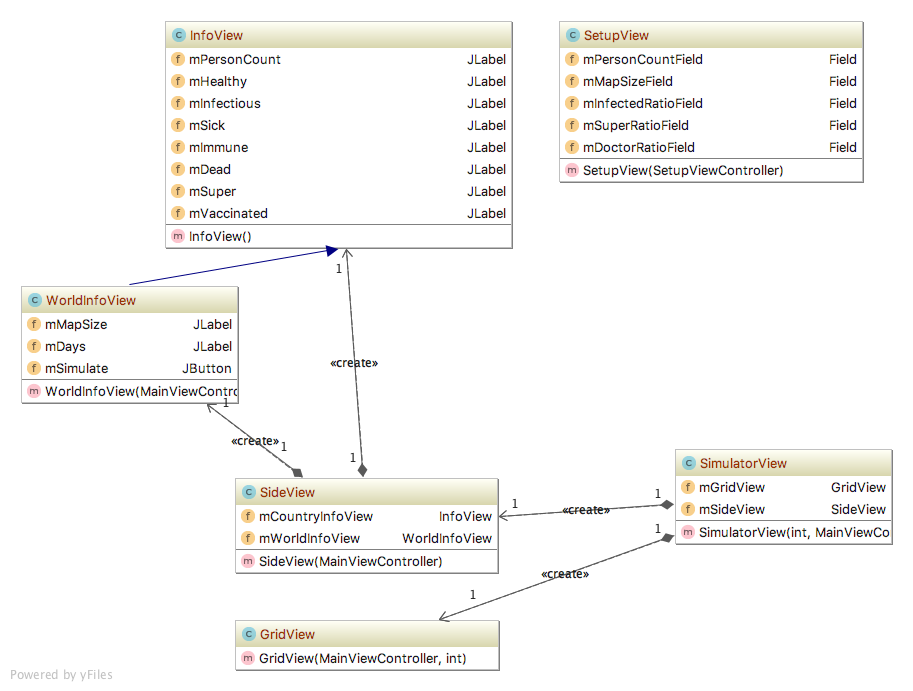 C InfoView
f mPersonCount JLabel
f mHealthy JLabel
f mInfectious JLabel
f mSick JLabel
f mImmune JLabel
f mDead JLabel
f mSuper JLabel
f mVaccinated JLabel
m InfoView()
C SetupView
f mPersonCountField Field
f mMapSizeField Field
f mInfectedRatioField Field
f mSuperRatioField Field
f mDoctorRatioField Field
m SetupView(SetupViewController)
1
«create»
1
C WorldInfoView
f mMapSize JLabel
f mDays JLabel
f mSimulate JButton
m WorldInfoView(MainViewContro
1
«create»
1
C SideView
f mCountryInfoView InfoView
f mWorldInfoView WorldInfoView
m SideView(MainViewController)
C SimulatorView
f mGridView GridView
f mSideView SideView
m SimulatorView(int, MainViewCo
1
«create»
1
1
«create»
1
C GridView
m GridView(MainViewController, int)
Powered by yFiles